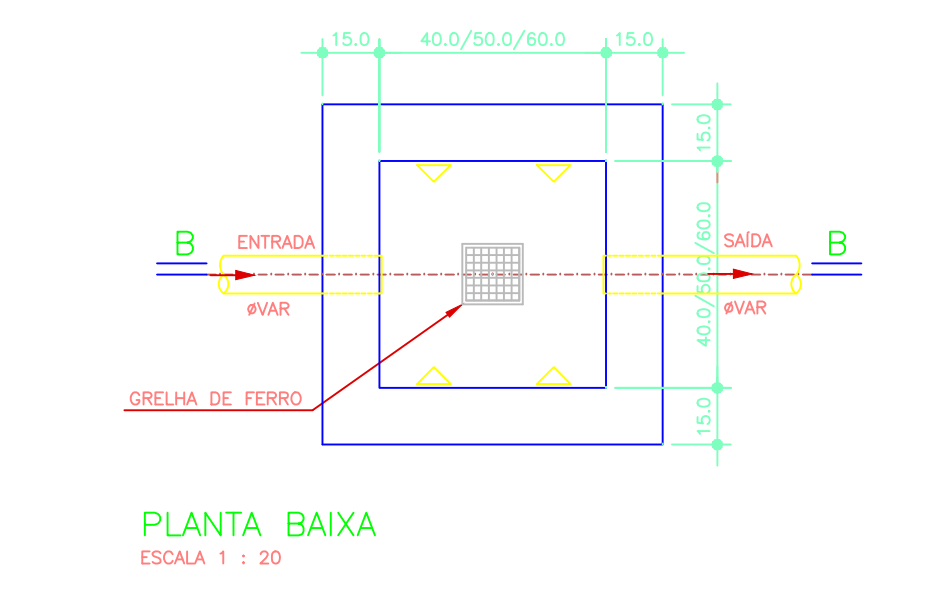 15.0 40.0/50.0/60.0 15.0
15.0
40.0/50.0/60.0
15.0
B
ENTRADA
SAÍDA
B
øVAR
øVAR
GRELHA DE FERRO
PLANTA BAIXA
ESCALA 1 : 20